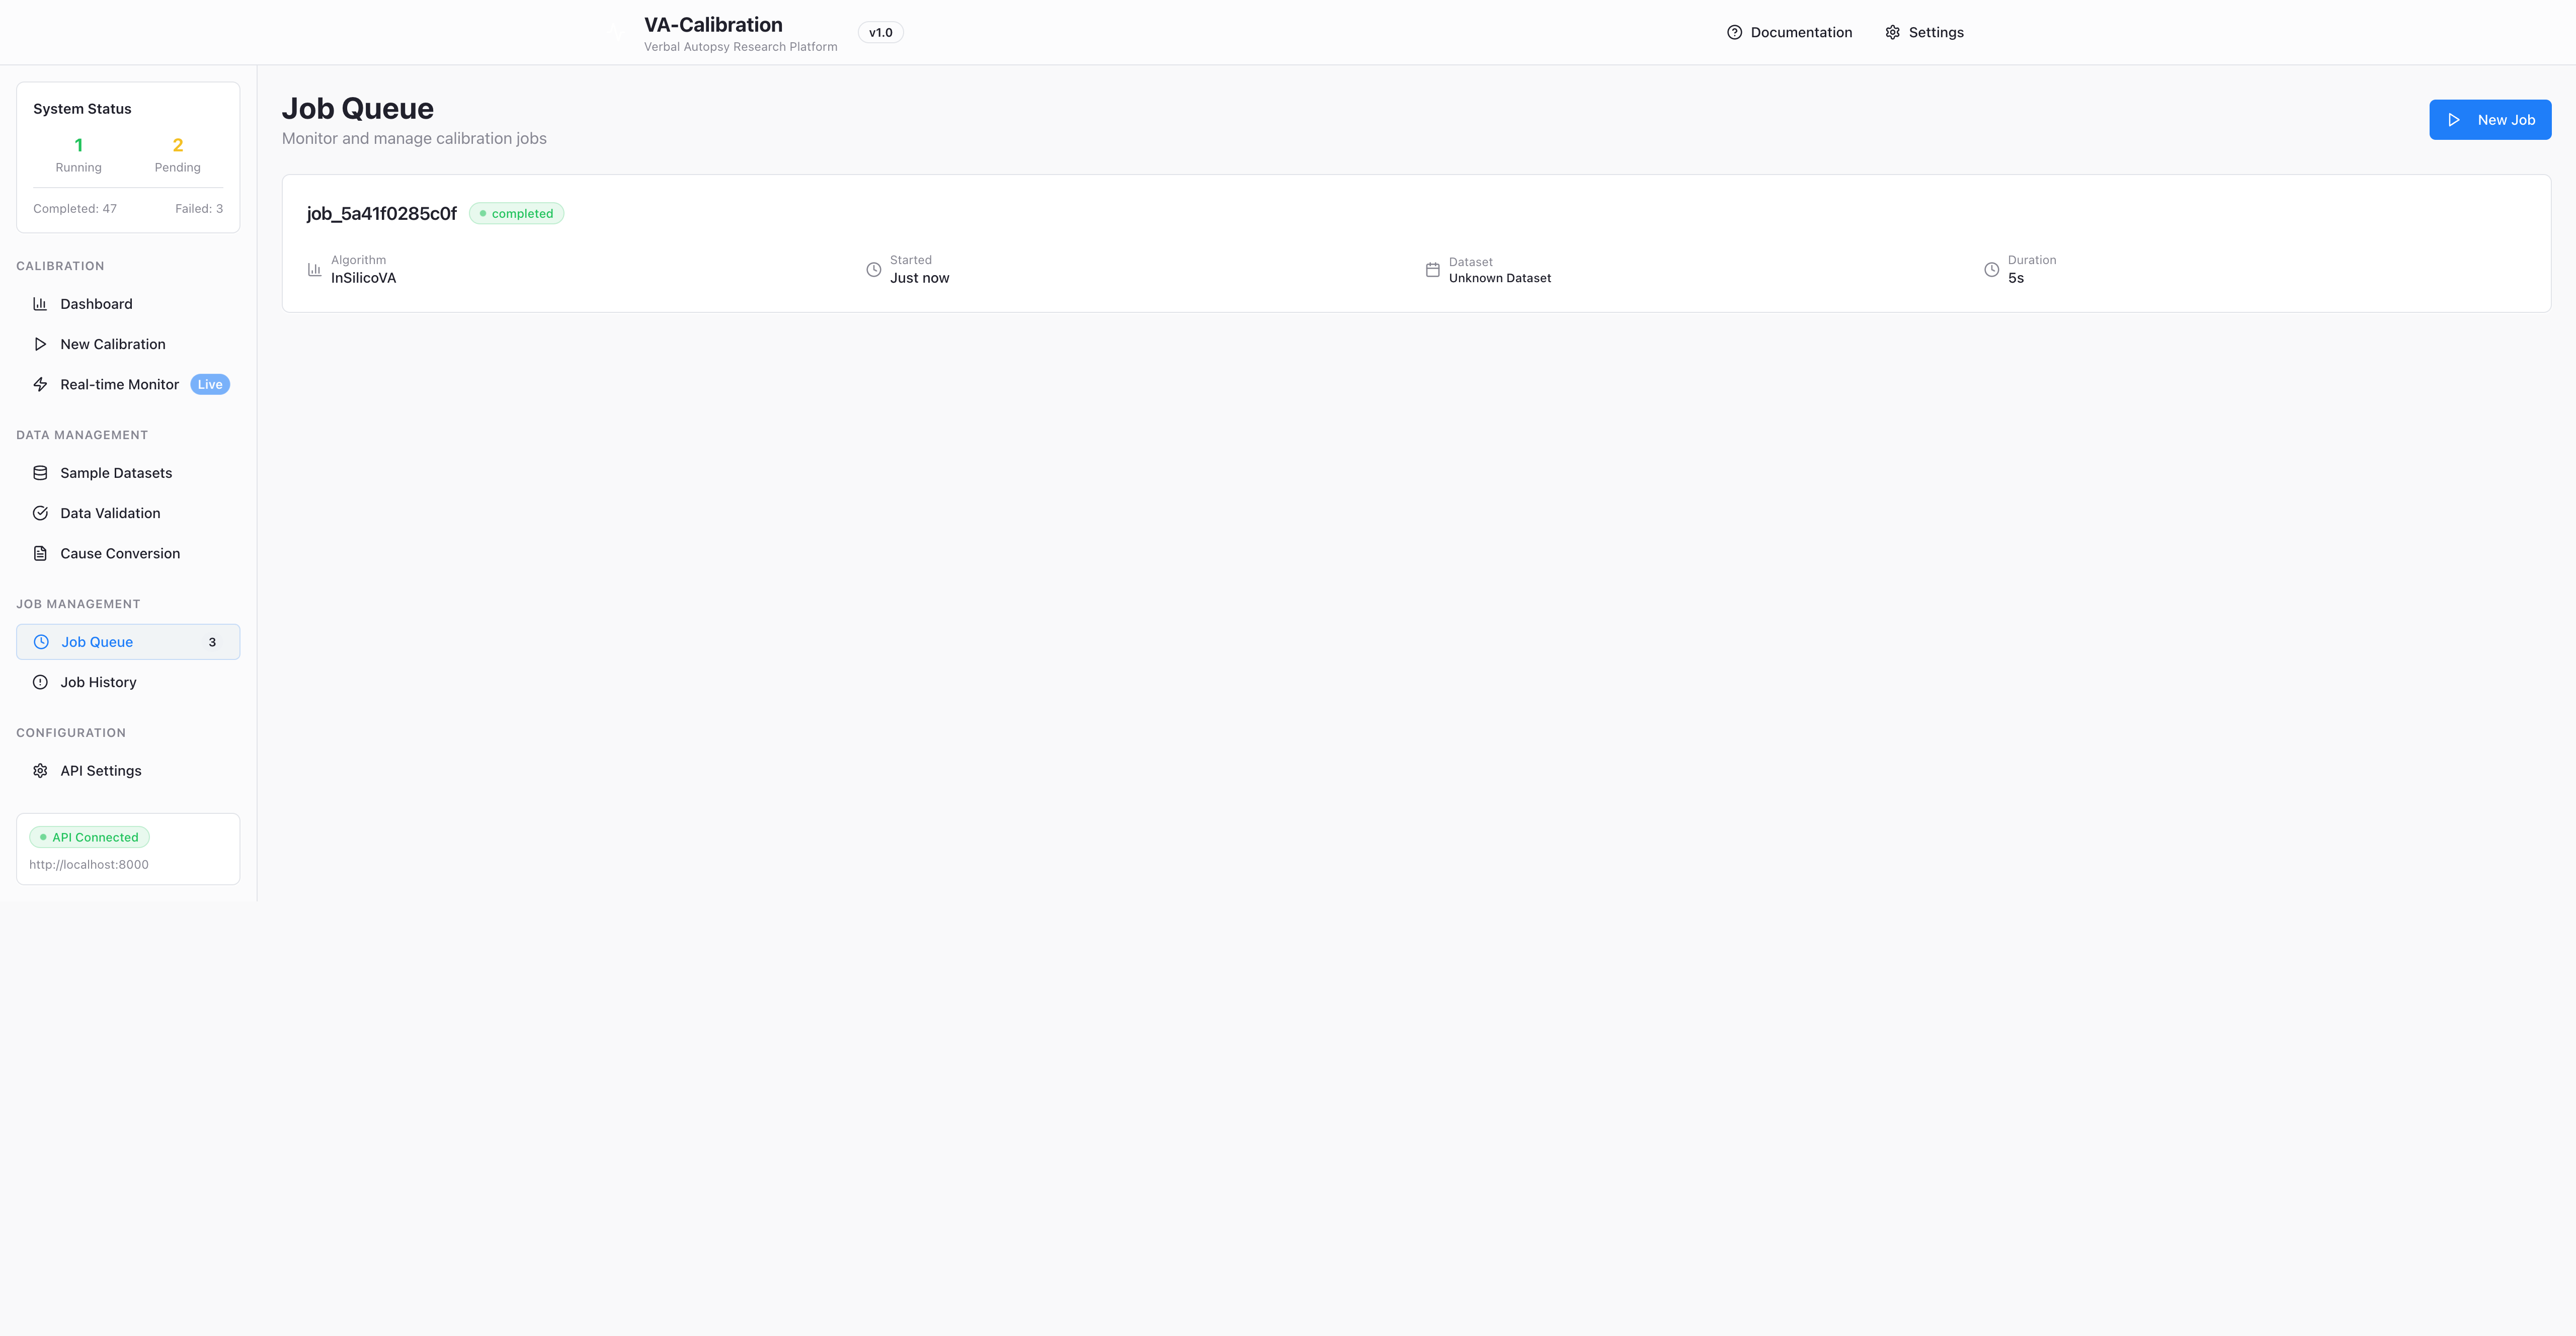 VA-Calibration
Verbal Autopsy Research Platform
v1.0
Documentation
Settings
System Status
1
Running
2
Pending
Completed: 47
Failed: 3
CALIBRATION
Dashboard
New Calibration
Real-time Monitor
Live
DATA MANAGEMENT
Sample Datasets
Data Validation
Cause Conversion
JOB MANAGEMENT
Job Queue
3
Job History
CONFIGURATION
API Settings
API Connected
http://localhost:8000
Job Queue
Monitor and manage calibration jobs
New Job
job_5a41f0285c0f
completed
Algorithm
InSilicoVA
Started
Just now
Dataset
Unknown Dataset
Duration
5s